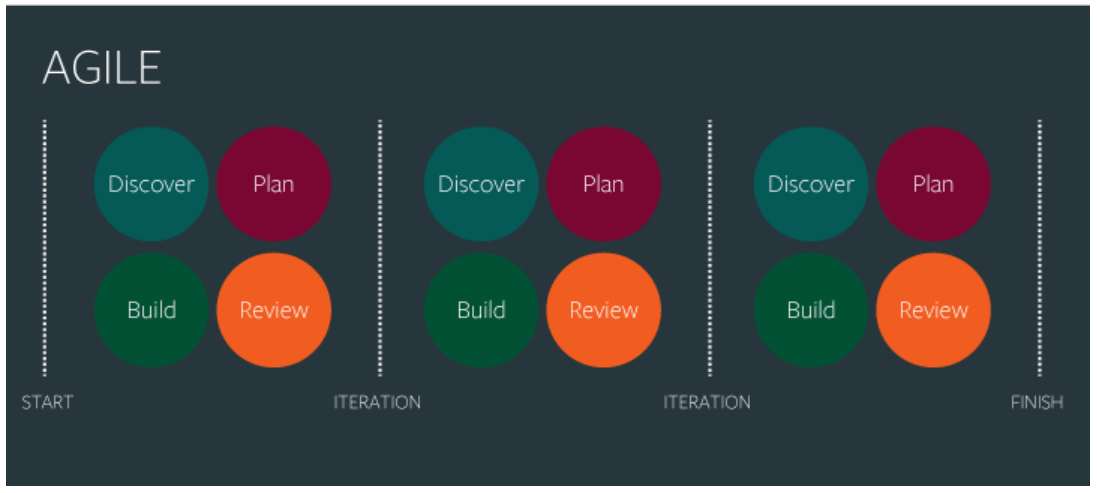 AGILE
Discover Plan Discover Plan Discover Plan
Build Review Build Review Build Review
START ITERATION ITERATION FINISH